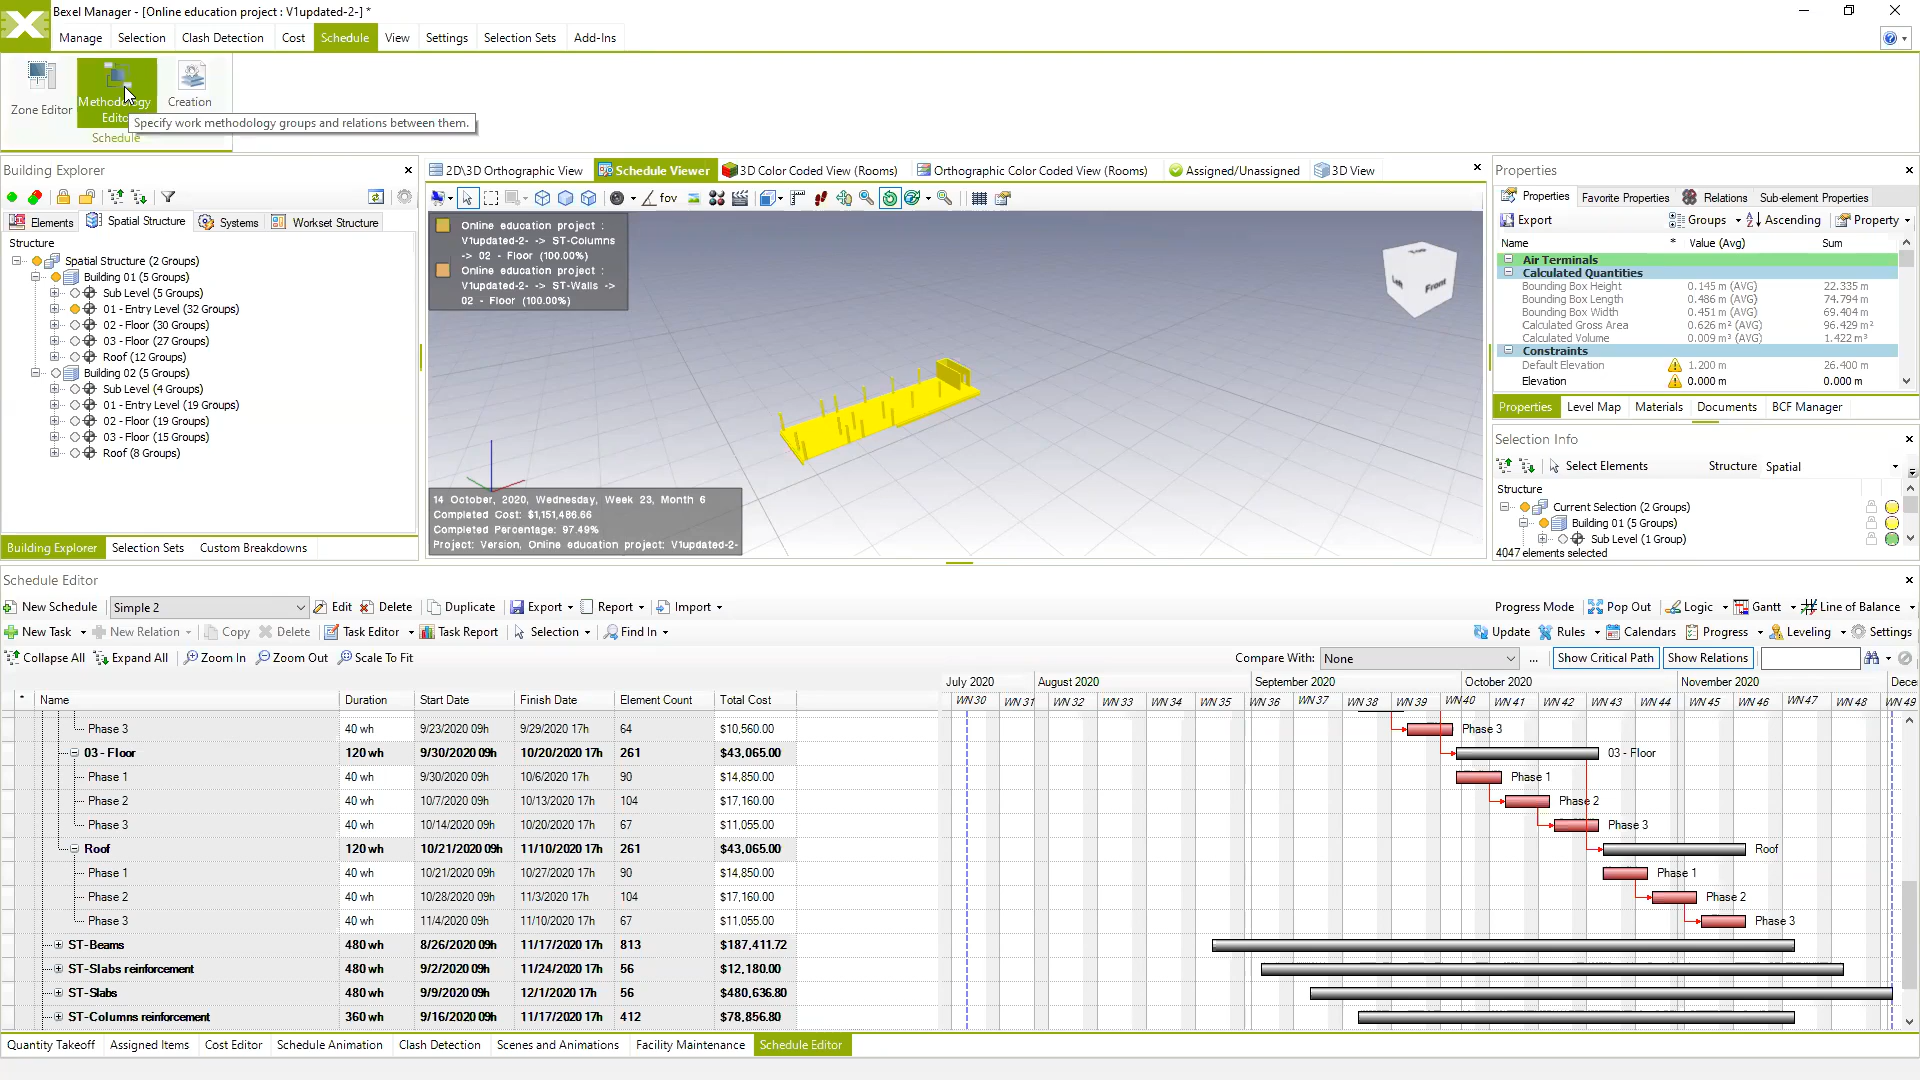 Bexel Manager - [Online education project : V1updated-2-] *
Manage Selection Clash Detection Cost Schedule View Settings Selection Sets Add-Ins
Zone Editor
Methodology
Creation
Specify work methodology groups and relations between them.
Schedule
Building Explorer
Elements Spatial Structure Systems Workset Structure
Structure
Spatial Structure (2 Groups)
Building 01 (5 Groups)
Sub Level (5 Groups)
01 - Entry Level (32 Groups)
02 - Floor (30 Groups)
03 - Floor (27 Groups)
Roof (12 Groups)
Building 02 (5 Groups)
Sub Level (4 Groups)
01 - Entry Level (19 Groups)
02 - Floor (19 Groups)
03 - Floor (15 Groups)
Roof (8 Groups)
Building Explorer Selection Sets Custom Breakdowns
2D\3D Orthographic View Schedule Viewer 3D Color Coded View (Rooms) Orthographic Color Coded View (Rooms) Assigned/Unassigned 3D View
fov
Online education project :
V1updated-2- -> ST-Columns
-> 02 - Floor (100.00%)
Online education project :
V1updated-2- -> ST-Walls ->
02 - Floor (100.00%)
Front
14 October, 2020, Wednesday, Week 23, Month 6
Completed Cost: $1,151,486.66
Completed Percentage: 97.49%
Project: Version, Online education project: V1updated-2-
Properties
Properties Favorite Properties Relations Sub-element Properties
Export Groups Ascending Property
Name * Value (Avg) Sum
Air Terminals
Calculated Quantities
Bounding Box Height 0.145 m (AVG) 22.335 m
Bounding Box Length 0.486 m (AVG) 74.794 m
Bounding Box Width 0.451 m (AVG) 69.404 m
Calculated Gross Area 0.626 m² (AVG) 96.429 m²
Calculated Volume 0.009 m³ (AVG) 1.422 m³
Constraints
Default Elevation 1.200 m 26.400 m
Elevation 0.000 m 0.000 m
Properties Level Map Materials Documents BCF Manager
Selection Info
Select Elements Structure Spatial
Structure
Current Selection (2 Groups)
Building 01 (5 Groups)
Sub Level (1 Group)
4047 elements selected
Schedule Editor
New Schedule Simple 2 Edit Delete Duplicate Export Report Import Progress Mode Pop Out Logic Gantt Line of Balance
New Task New Relation Copy Delete Task Editor Task Report Selection Find In Update Rules Calendars Progress Leveling Settings
Collapse All Expand All Zoom In Zoom Out Scale To Fit Compare With: None ... Show Critical Path Show Relations
July 2020 August 2020 September 2020 October 2020 November 2020
* Name Duration Start Date Finish Date Element Count Total Cost WN 30 WN 31 WN 32 WN 33 WN 34 WN 35 WN 36 WN 37 WN 38 WN 39 WN 40 WN 41 WN 42 WN 43 WN 44 WN 45 WN 46 WN 47 WN 48 WN 49
Phase 3 40 wh 9/23/2020 09h 9/29/2020 17h 64 $10,560.00 Phase 3
03 - Floor 120 wh 9/30/2020 09h 10/20/2020 17h 261 $43,065.00 03 - Floor
Phase 1 40 wh 9/30/2020 09h 10/6/2020 17h 90 $14,850.00 Phase 1
Phase 2 40 wh 10/7/2020 09h 10/13/2020 17h 104 $17,160.00 Phase 2
Phase 3 40 wh 10/14/2020 09h 10/20/2020 17h 67 $11,055.00 Phase 3
Roof 120 wh 10/21/2020 09h 11/10/2020 17h 261 $43,065.00 Roof
Phase 1 40 wh 10/21/2020 09h 10/27/2020 17h 90 $14,850.00 Phase 1
Phase 2 40 wh 10/28/2020 09h 11/3/2020 17h 104 $17,160.00 Phase 2
Phase 3 40 wh 11/4/2020 09h 11/10/2020 17h 67 $11,055.00 Phase 3
ST-Beams 480 wh 8/26/2020 09h 11/17/2020 17h 813 $187,411.72
ST-Slabs reinforcement 480 wh 9/2/2020 09h 11/24/2020 17h 56 $12,180.00
ST-Slabs 480 wh 9/9/2020 09h 12/1/2020 17h 56 $480,636.80
ST-Columns reinforcement 360 wh 9/16/2020 09h 11/17/2020 17h 412 $78,856.80
Quantity Takeoff Assigned Items Cost Editor Schedule Animation Clash Detection Scenes and Animations Facility Maintenance Schedule Editor